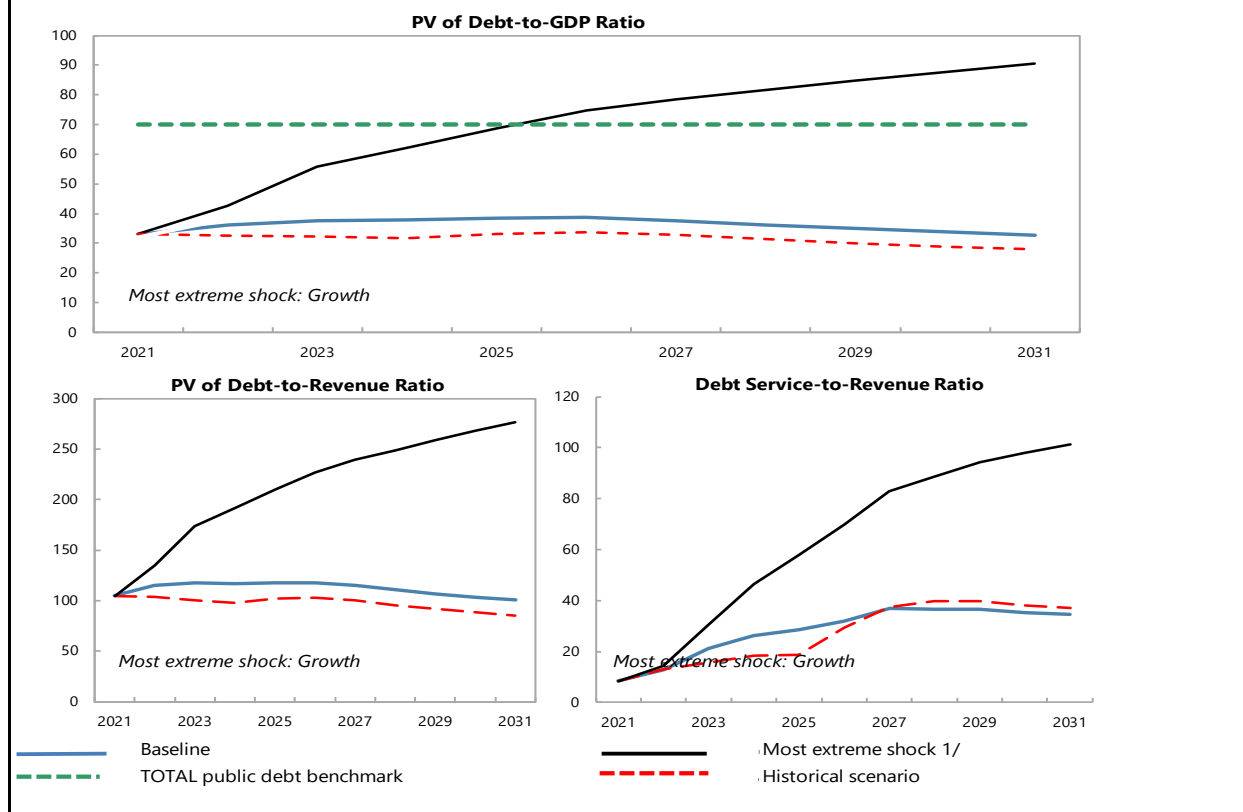 PV of Debt-to-GDP Ratio
100
90
80
70
60
50
40
30
20
10
0
Most extreme shock: Growth
2021 2023 2025 2027 2029 2031
PV of Debt-to-Revenue Ratio
300
250
200
150
100
50
0
Most extreme shock: Growth
2021 2023 2025 2027 2029 2031
Debt Service-to-Revenue Ratio
120
100
80
60
40
20
0
Most extreme shock: Growth
2021 2023 2025 2027 2029 2031
Baseline
Most extreme shock 1/
TOTAL public debt benchmark
Historical scenario